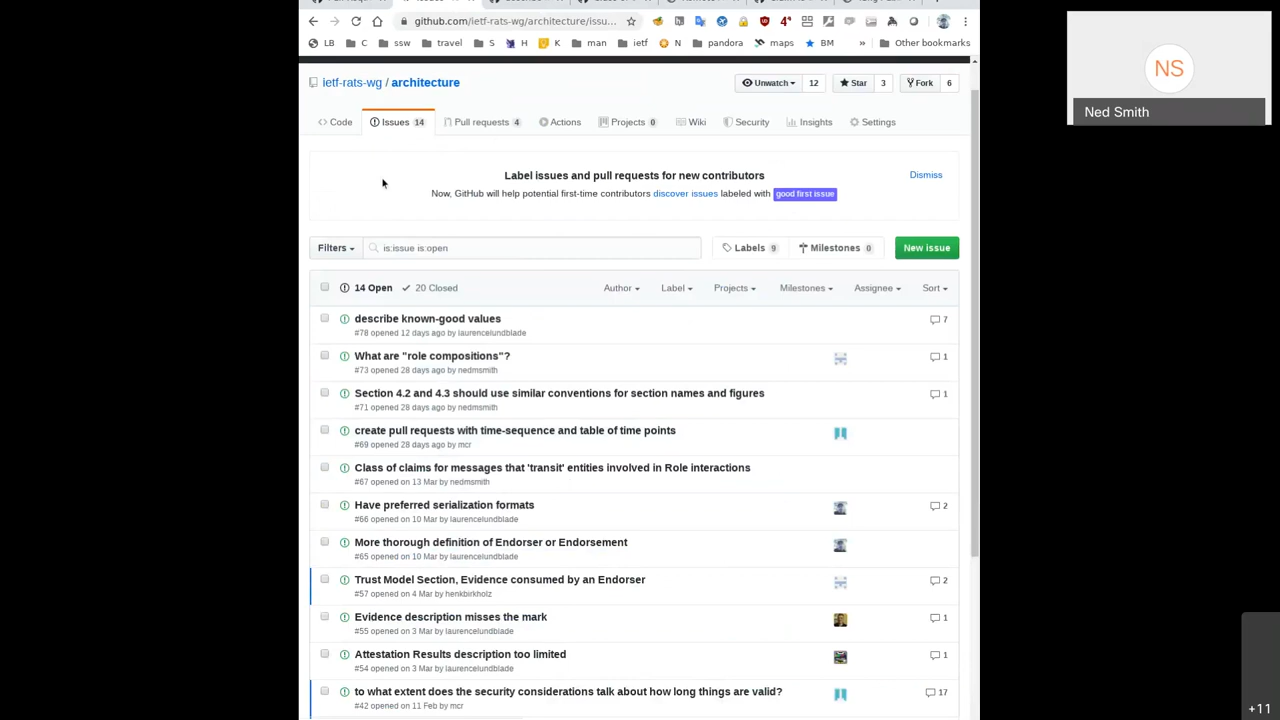 github.com/ietf-rats-wg/architecture/issu...
LB C ssw travel S H K man ietf N pandora maps BM » Other bookmarks
ietf-rats-wg / architecture
Unwatch 12 Star 3 Fork 6
Code Issues 14 Pull requests 4 Actions Projects 0 Wiki Security Insights Settings
Label issues and pull requests for new contributors
Dismiss
Now, GitHub will help potential first-time contributors discover issues labeled with good first issue
Filters is:issue is:open Labels 9 Milestones 0 New issue
14 Open 20 Closed Author Label Projects Milestones Assignee Sort
describe known-good values 7
#78 opened 12 days ago by laurencelundblade
What are "role compositions"? 1
#73 opened 28 days ago by nedmsmith
Section 4.2 and 4.3 should use similar conventions for section names and figures 1
#71 opened 28 days ago by nedmsmith
create pull requests with time-sequence and table of time points
#69 opened 28 days ago by mcr
Class of claims for messages that 'transit' entities involved in Role interactions
#67 opened on 13 Mar by nedmsmith
Have preferred serialization formats 2
#66 opened on 10 Mar by laurencelundblade
More thorough definition of Endorser or Endorsement
#65 opened on 10 Mar by laurencelundblade
Trust Model Section, Evidence consumed by an Endorser 2
#57 opened on 4 Mar by henkbirkholz
Evidence description misses the mark 1
#55 opened on 3 Mar by laurencelundblade
Attestation Results description too limited 1
#54 opened on 3 Mar by laurencelundblade
to what extent does the security considerations talk about how long things are valid? 17
#42 opened on 11 Feb by mcr
NS
Ned Smith
+11